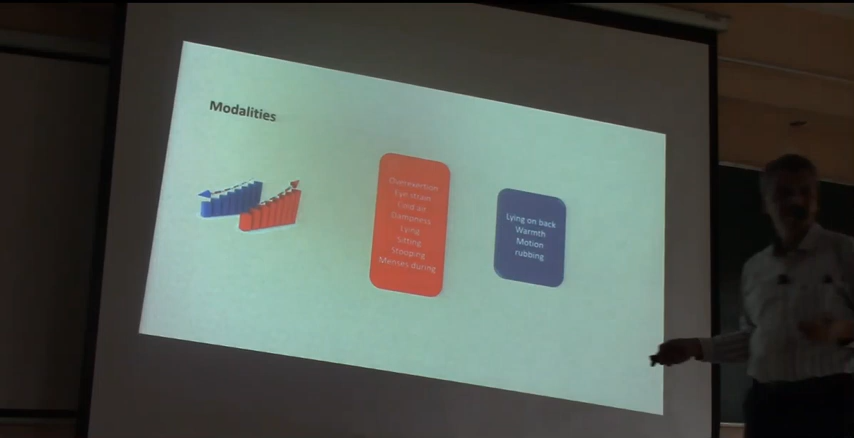 Modalities
Overexertion
Eye strain
Cold air
Dampness
Lying
Sitting
Stooping
Menses during
Lying on back
Warmth
Motion
rubbing